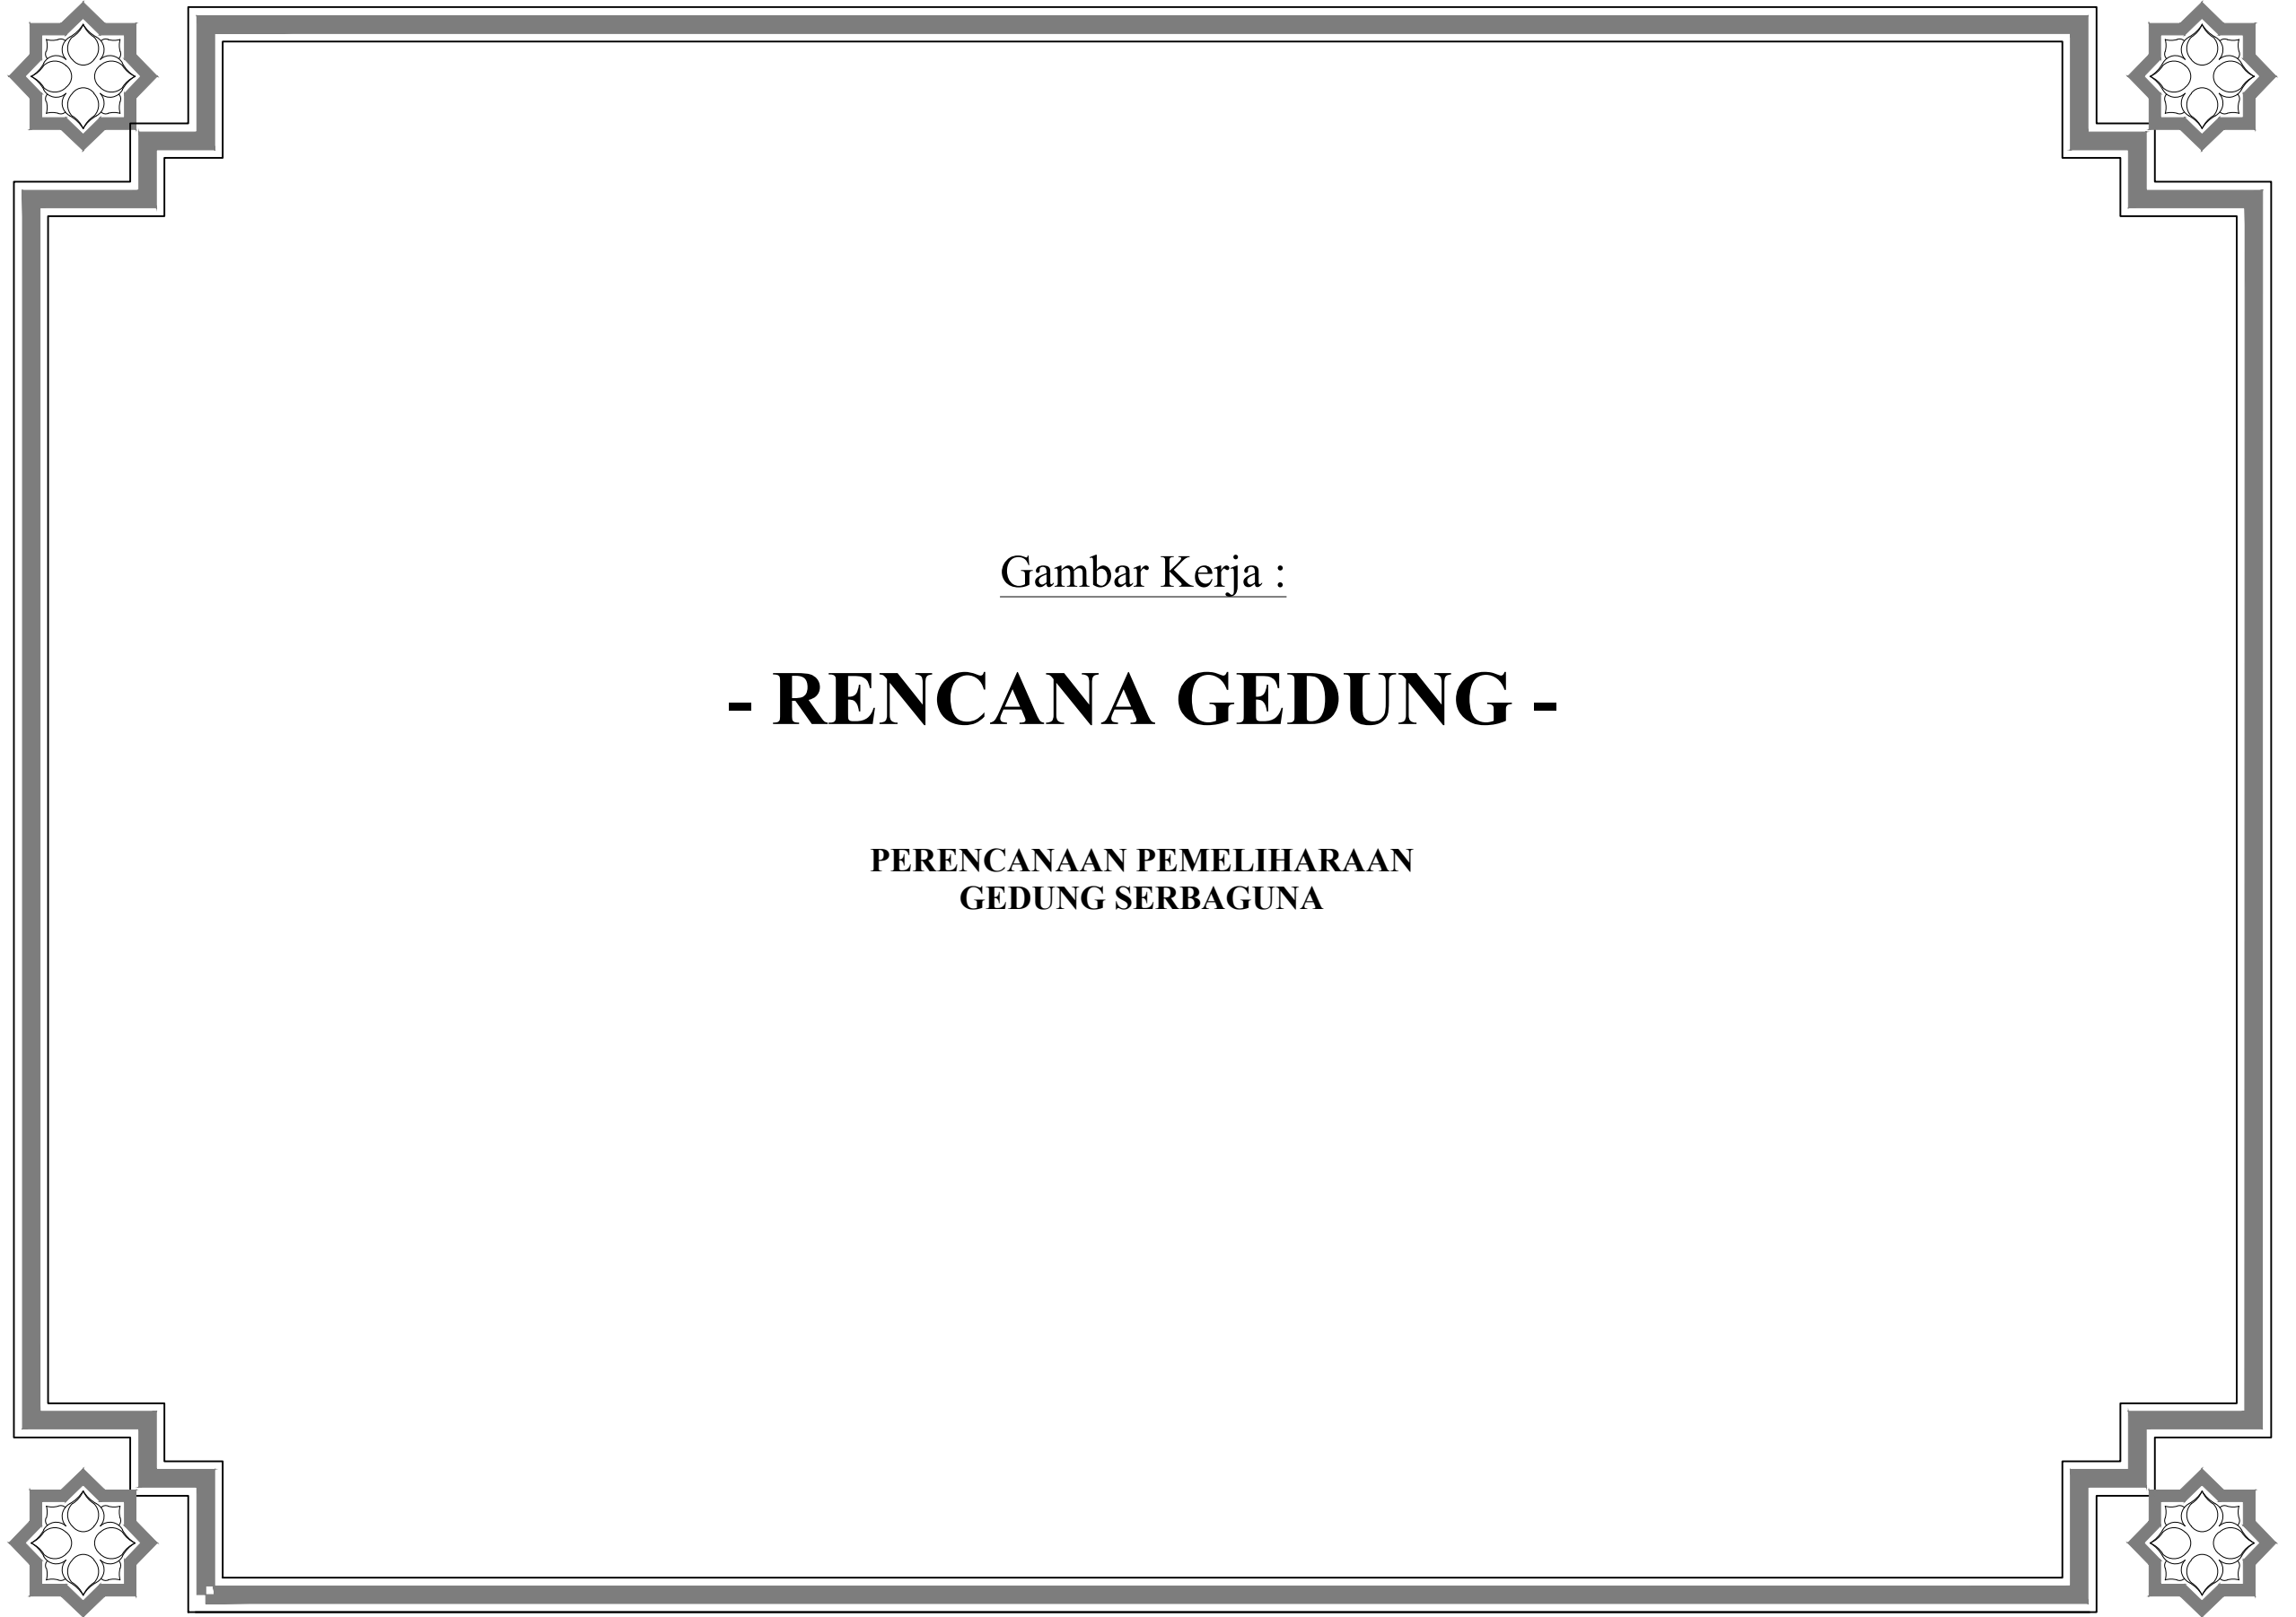 Gambar Kerja :
- RENCANA GEDUNG -
PERENCANAAN PEMELIHARAAN
GEDUNG SERBAGUNA